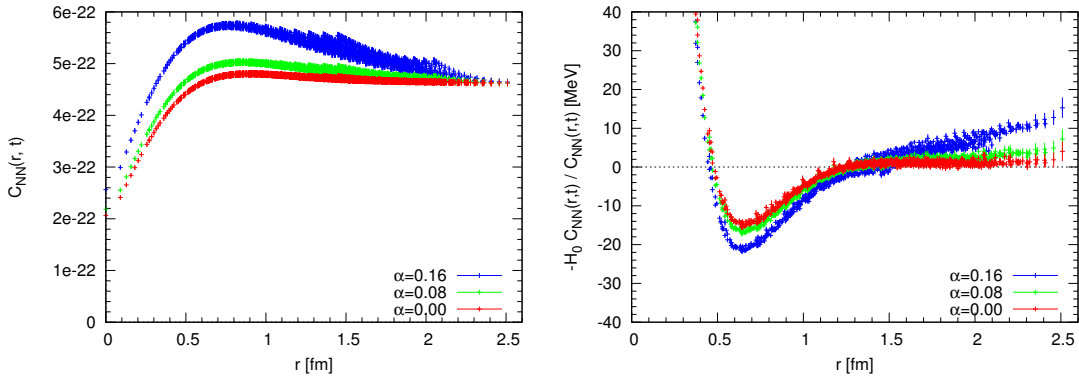 C_NN(r, t)
6e-22
5e-22
4e-22
3e-22
2e-22
1e-22
0
0 0.5 1 1.5 2 2.5
r [fm]
α=0.16
α=0.08
α=0.00
-H_0 C_NN(r,t) / C_NN(r,t) [MeV]
40
30
20
10
0
-10
-20
-30
-40
0 0.5 1 1.5 2 2.5
r [fm]
α=0.16
α=0.08
α=0.00